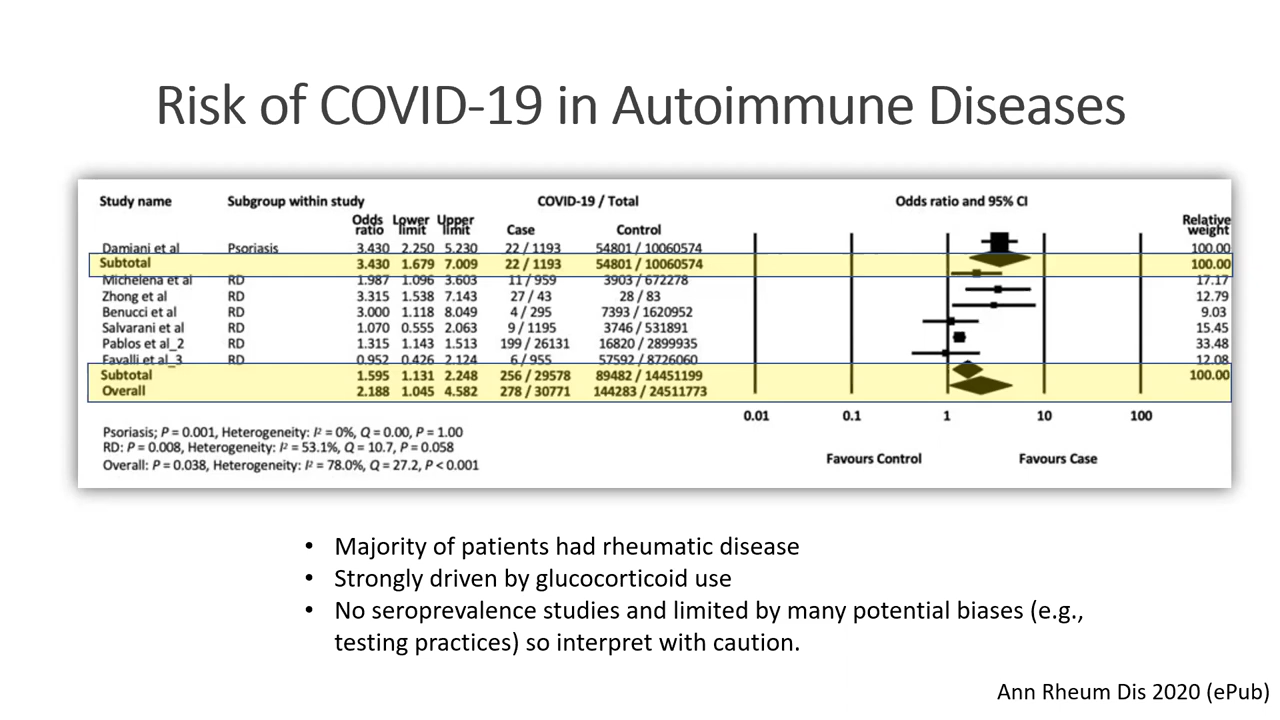 Risk of COVID-19 in Autoimmune Diseases
Study name Subgroup within study COVID-19 / Total Odds ratio and 95% CI
Odds ratio Lower limit Upper limit Case Control Relative weight
Damiani et al Psoriasis 3.430 2.250 5.230 22 / 1193 54801 / 10060574 100.00
Subtotal 3.430 1.679 7.009 22 / 1193 54801 / 10060574 100.00
Michelena et al RD 1.987 1.096 3.603 11 / 959 3903 / 672278 17.17
Zhong et al RD 3.315 1.538 7.143 27 / 43 28 / 83 12.79
Benucci et al RD 3.000 1.118 8.049 4 / 295 7393 / 1620952 9.03
Salvarani et al RD 1.070 0.555 2.063 9 / 1195 3746 / 531891 15.45
Pablos et al_2 RD 1.315 1.143 1.513 199 / 26131 16820 / 2899935 33.48
Favalli et al_3 RD 0.952 0.426 2.124 6 / 955 57592 / 8726060 12.08
Subtotal 1.595 1.131 2.248 256 / 29578 89482 / 14451199 100.00
Overall 2.188 1.045 4.582 278 / 30771 144283 / 24511773
0.01 0.1 1 10 100
Psoriasis; P = 0.001, Heterogeneity: I² = 0%, Q = 0.00, P = 1.00
RD: P = 0.008, Heterogeneity: I² = 53.1%, Q = 10.7, P = 0.058
Overall: P = 0.038, Heterogeneity: I² = 78.0%, Q = 27.2, P < 0.001
Favours Control Favours Case
• Majority of patients had rheumatic disease
• Strongly driven by glucocorticoid use
• No seroprevalence studies and limited by many potential biases (e.g.,
testing practices) so interpret with caution.
Ann Rheum Dis 2020 (ePub)